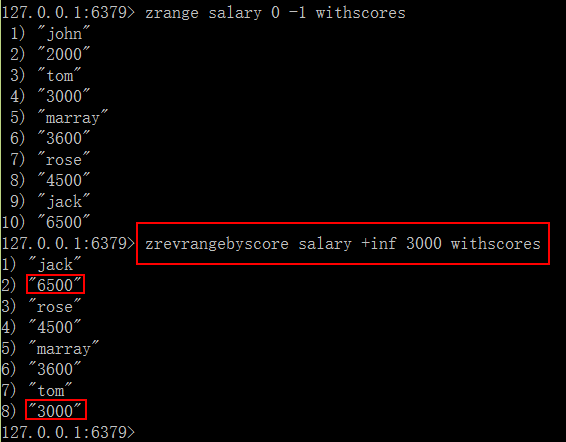 127.0.0.1:6379> zrange salary 0 -1 withscores
1) "john"
2) "2000"
3) "tom"
4) "3000"
5) "marray"
6) "3600"
7) "rose"
8) "4500"
9) "jack"
10) "6500"
127.0.0.1:6379> zrevrangebyscore salary +inf 3000 withscores
1) "jack"
2) "6500"
3) "rose"
4) "4500"
5) "marray"
6) "3600"
7) "tom"
8) "3000"
127.0.0.1:6379>